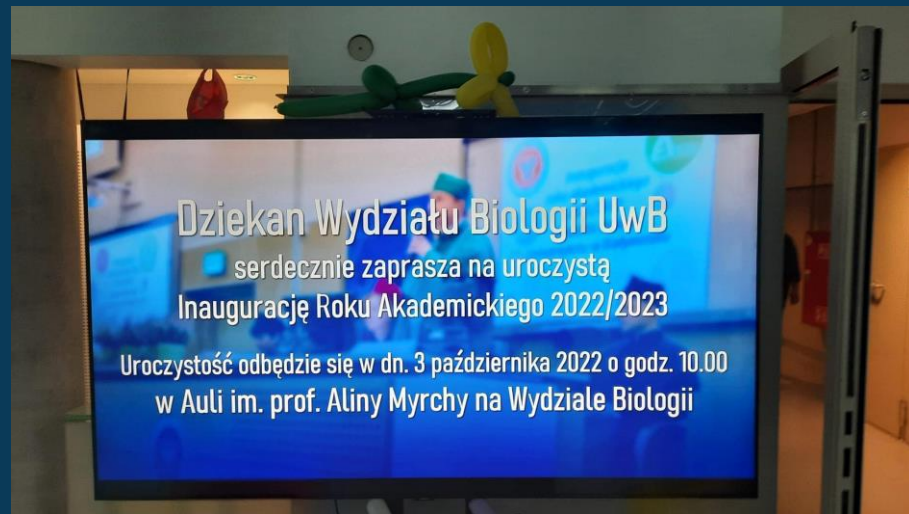 Dziekan Wydziału Biologii UwB
serdecznie zaprasza na uroczystą
Inaugurację Roku Akademickiego 2022/2023
Uroczystość odbędzie się w dn. 3 października 2022 o godz. 10.00
w Auli im. prof. Aliny Myrchy na Wydziale Biologii